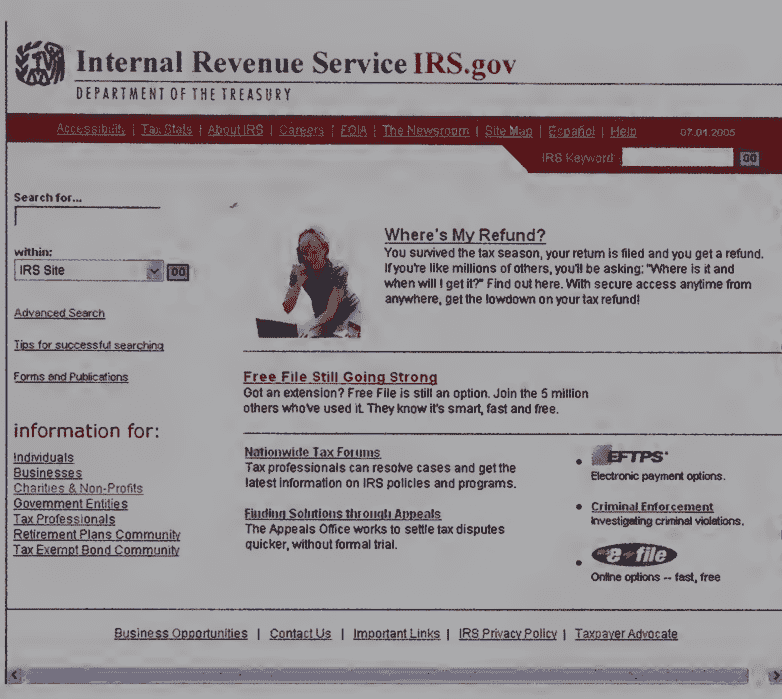 Internal Revenue Service IRS.gov
DEPARTMENT OF THE TREASURY
Accessibility | Tax Stats | About IRS | Careers | FOIA | The Newsroom | Site Map | Español | Help 07.01.2005
IRS Keyword GO
Search for...
within:
IRS Site GO
Advanced Search
Tips for successful searching
Forms and Publications
information for:
Individuals
Businesses
Charities & Non-Profits
Government Entities
Tax Professionals
Retirement Plans Community
Tax Exempt Bond Community
Where's My Refund?
You survived the tax season, your return is filed and you get a refund.
If you're like millions of others, you'll be asking: "Where is it and
when will I get it?" Find out here. With secure access anytime from
anywhere, get the lowdown on your tax refund!
Free File Still Going Strong
Got an extension? Free File is still an option. Join the 5 million
others who've used it. They know it's smart, fast and free.
Nationwide Tax Forums
Tax professionals can resolve cases and get the
latest information on IRS policies and programs.
Finding Solutions through Appeals
The Appeals Office works to settle tax disputes
quicker, without formal trial.
EFTPS
Electronic payment options.
Criminal Enforcement
Investigating criminal violations.
e file
Online options -- fast, free
Business Opportunities | Contact Us | Important Links | IRS Privacy Policy | Taxpayer Advocate